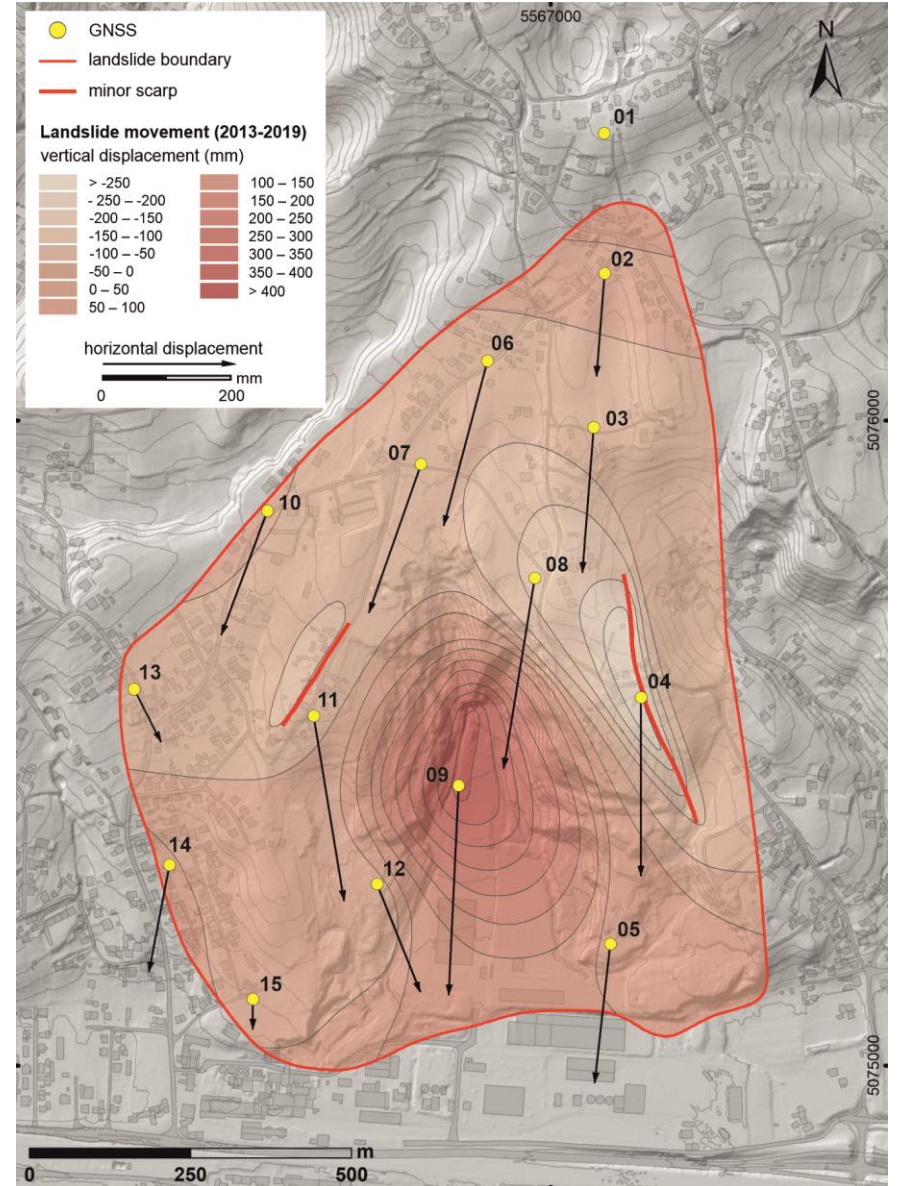 5567000
N
GNSS
landslide boundary
minor scarp
Landslide movement (2013-2019)
vertical displacement (mm)
> -250
- 250 – -200
-200 – -150
-150 – -100
-100 – -50
-50 – 0
0 – 50
50 – 100
100 – 150
150 – 200
200 – 250
250 – 300
300 – 350
350 – 400
> 400
horizontal displacement
mm
0 200
01
02
06
03
5076000
07
10
08
13
11
04
09
14
12
05
15
5075000
m
0 250 500